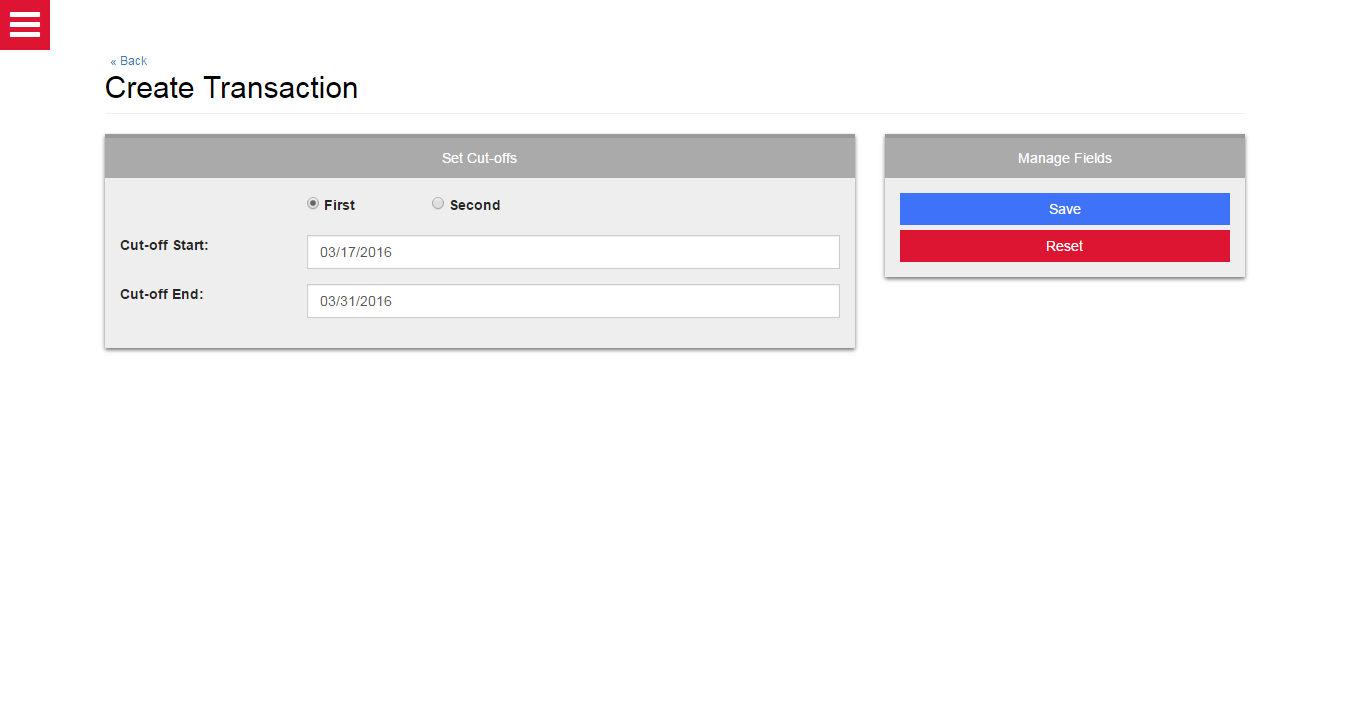 « Back
Create Transaction
Set Cut-offs
First Second
Cut-off Start: 03/17/2016
Cut-off End: 03/31/2016
Manage Fields
Save
Reset